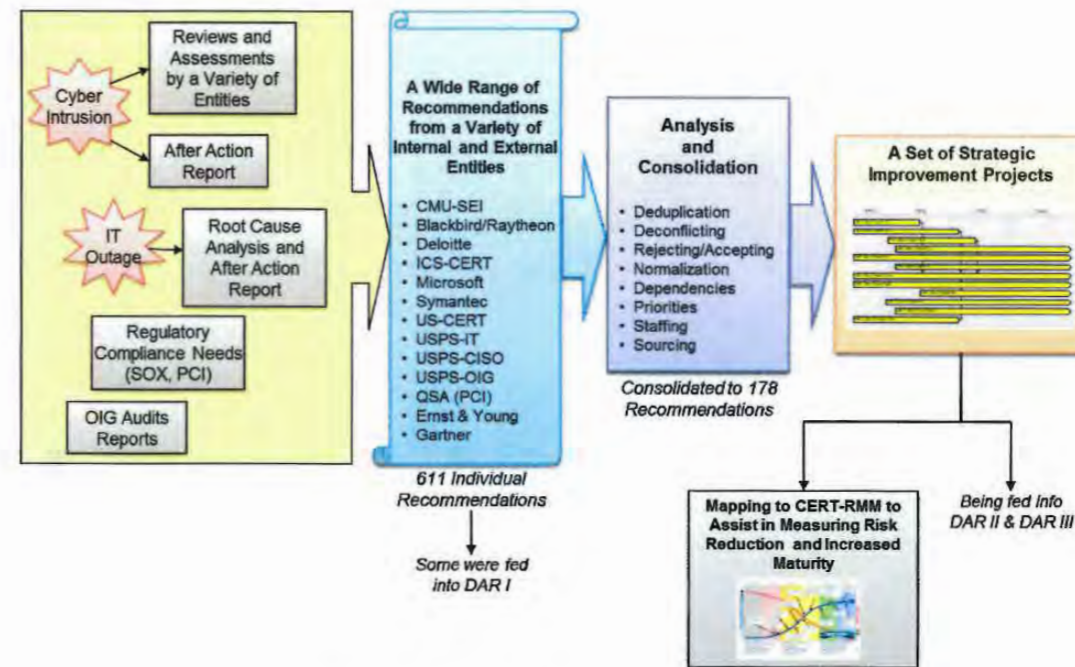 Cyber
Intrusion
Reviews and
Assessments
by a Variety of
Entities
After Action
Report
IT
Outage
Root Cause
Analysis and
After Action
Report
Regulatory
Compliance Needs
(SOX, PCI)
OIG Audits
Reports
A Wide Range of
Recommendations
from a Variety of
Internal and External
Entities
• CMU-SEI
• Blackbird/Raytheon
• Deloitte
• ICS-CERT
• Microsoft
• Symantec
• US-CERT
• USPS-IT
• USPS-CISO
• USPS-OIG
• QSA (PCI)
• Ernst & Young
• Gartner
611 Individual
Recommendations
Some were fed
into DAR I
Analysis
and
Consolidation
• Deduplication
• Deconflicting
• Rejecting/Accepting
• Normalization
• Dependencies
• Priorities
• Staffing
• Sourcing
Consolidated to 178
Recommendations
A Set of Strategic
Improvement Projects
Mapping to CERT-RMM to
Assist in Measuring Risk
Reduction and Increased
Maturity
Being fed into
DAR II & DAR III